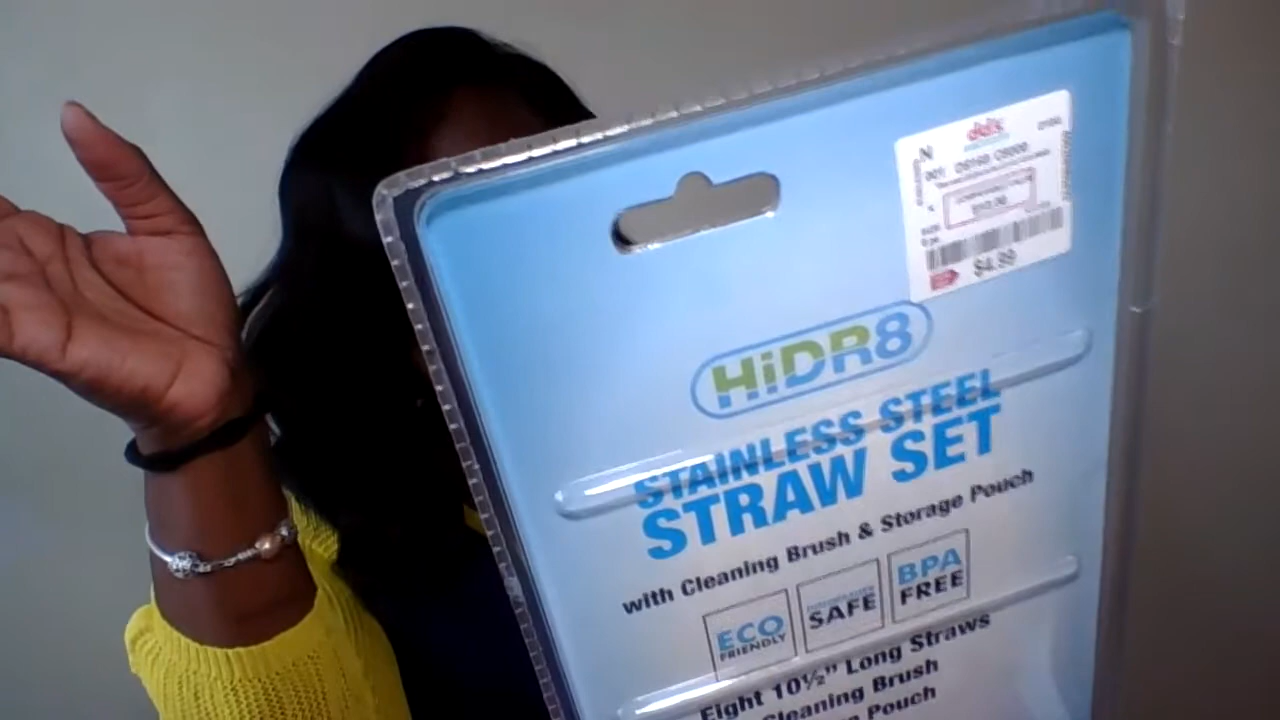 dd's
N
$4.99
HiDR8
STAINLESS STEEL
STRAW SET
with Cleaning Brush & Storage Pouch
ECO
FRIENDLY
SAFE
BPA
FREE
Eight 10½” Long Straws
Cleaning Brush
Pouch